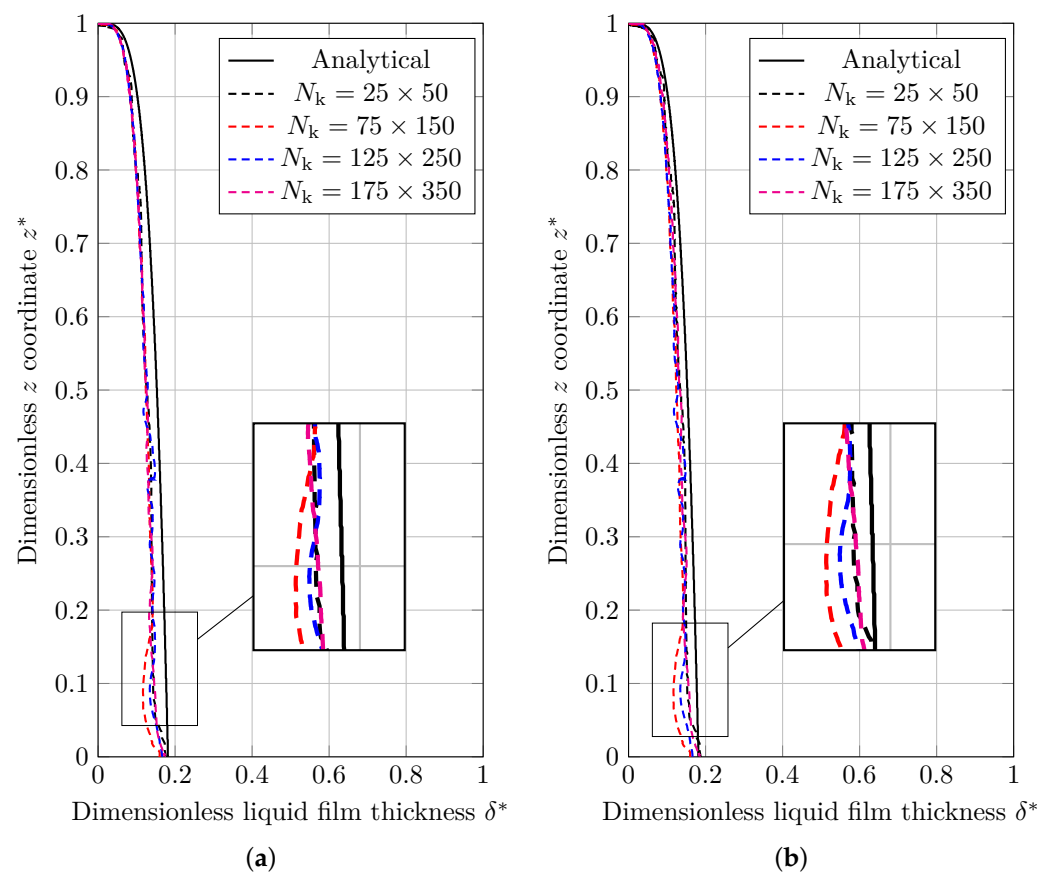 Analytical
N_k = 25 × 50
N_k = 75 × 150
N_k = 125 × 250
N_k = 175 × 350
1
0.9
0.8
0.7
0.6
0.5
0.4
0.3
0.2
0.1
0
Dimensionless z coordinate z*
0 0.2 0.4 0.6 0.8 1
Dimensionless liquid film thickness δ*
(a)
Analytical
N_k = 25 × 50
N_k = 75 × 150
N_k = 125 × 250
N_k = 175 × 350
1
0.9
0.8
0.7
0.6
0.5
0.4
0.3
0.2
0.1
0
Dimensionless z coordinate z*
0 0.2 0.4 0.6 0.8 1
Dimensionless liquid film thickness δ*
(b)